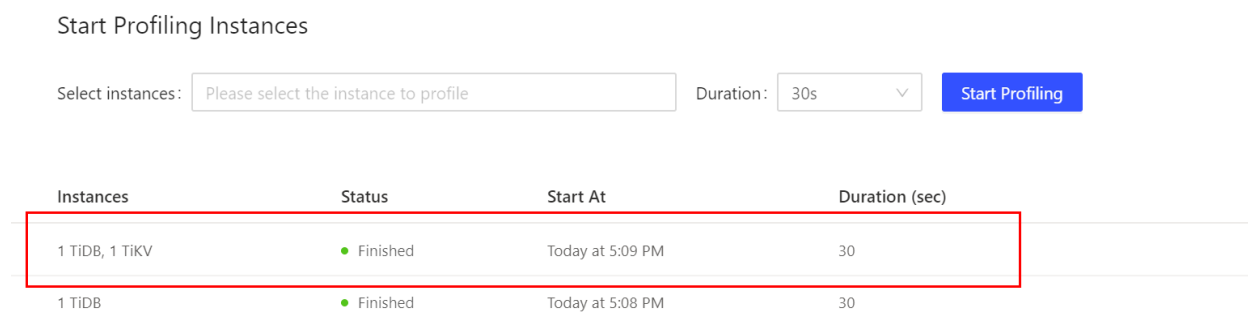 Start Profiling Instances
Select instances: Please select the instance to profile Duration: 30s Start Profiling
Instances Status Start At Duration (sec)
1 TiDB, 1 TiKV Finished Today at 5:09 PM 30
1 TiDB Finished Today at 5:08 PM 30